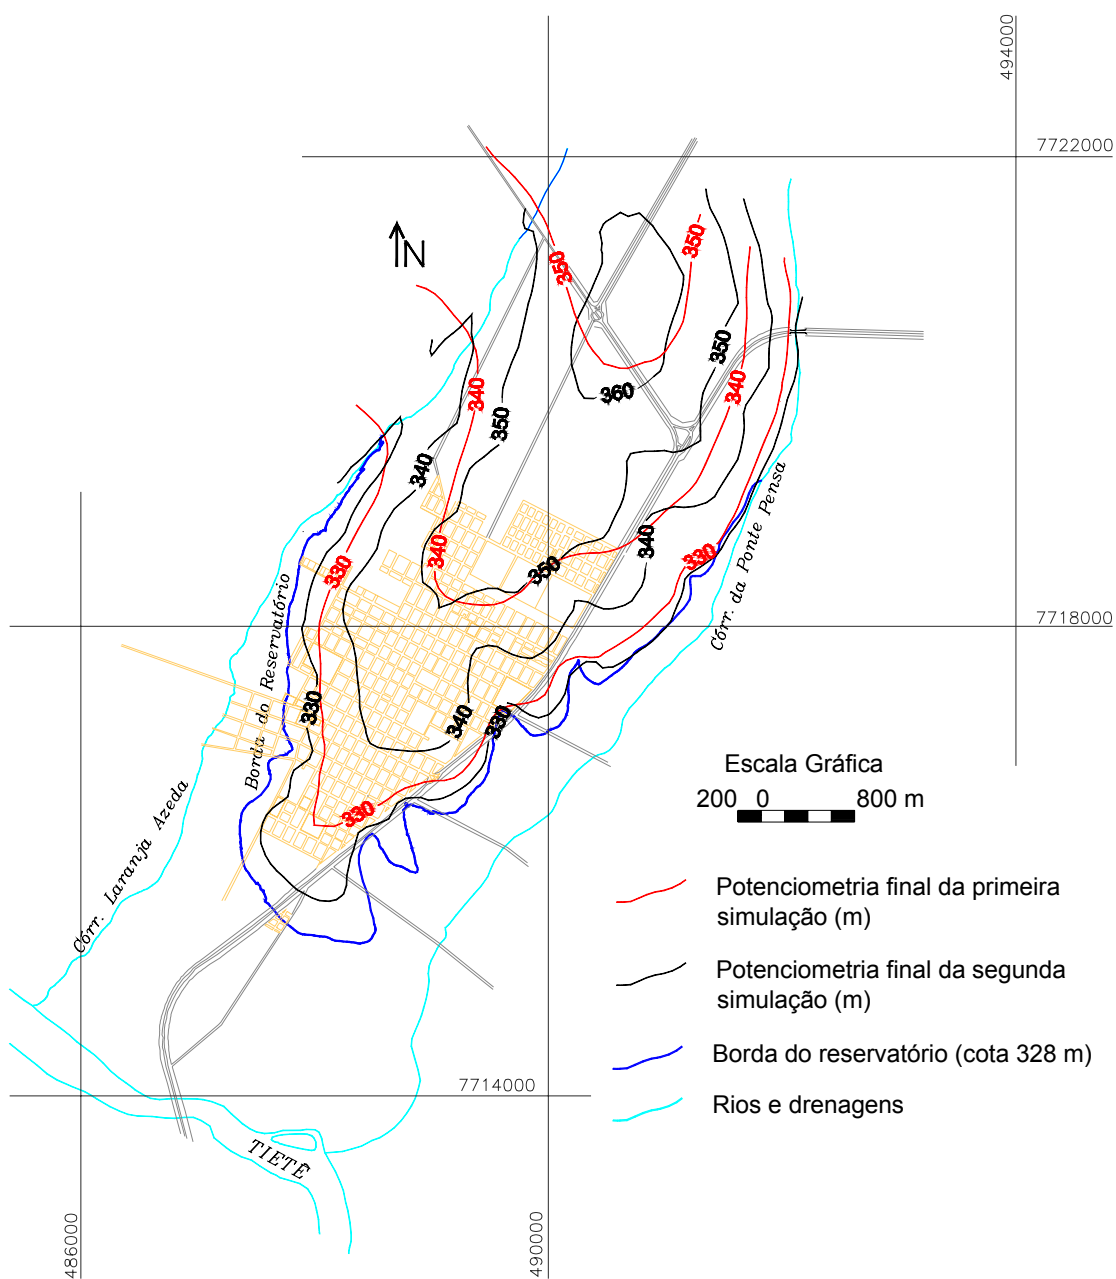 494000
7722000
N
350
350
350
340
360
340
350
340
340
330
340
350
330
Córr. da Ponte Pensa
7718000
Borda do Reservatório
330
340
330
330
Córr. Laranja Azeda
Escala Gráfica
200 0 800 m
Potenciometria final da primeira
simulação (m)
Potenciometria final da segunda
simulação (m)
Borda do reservatório (cota 328 m)
7714000
Rios e drenagens
TIETÊ
486000
490000